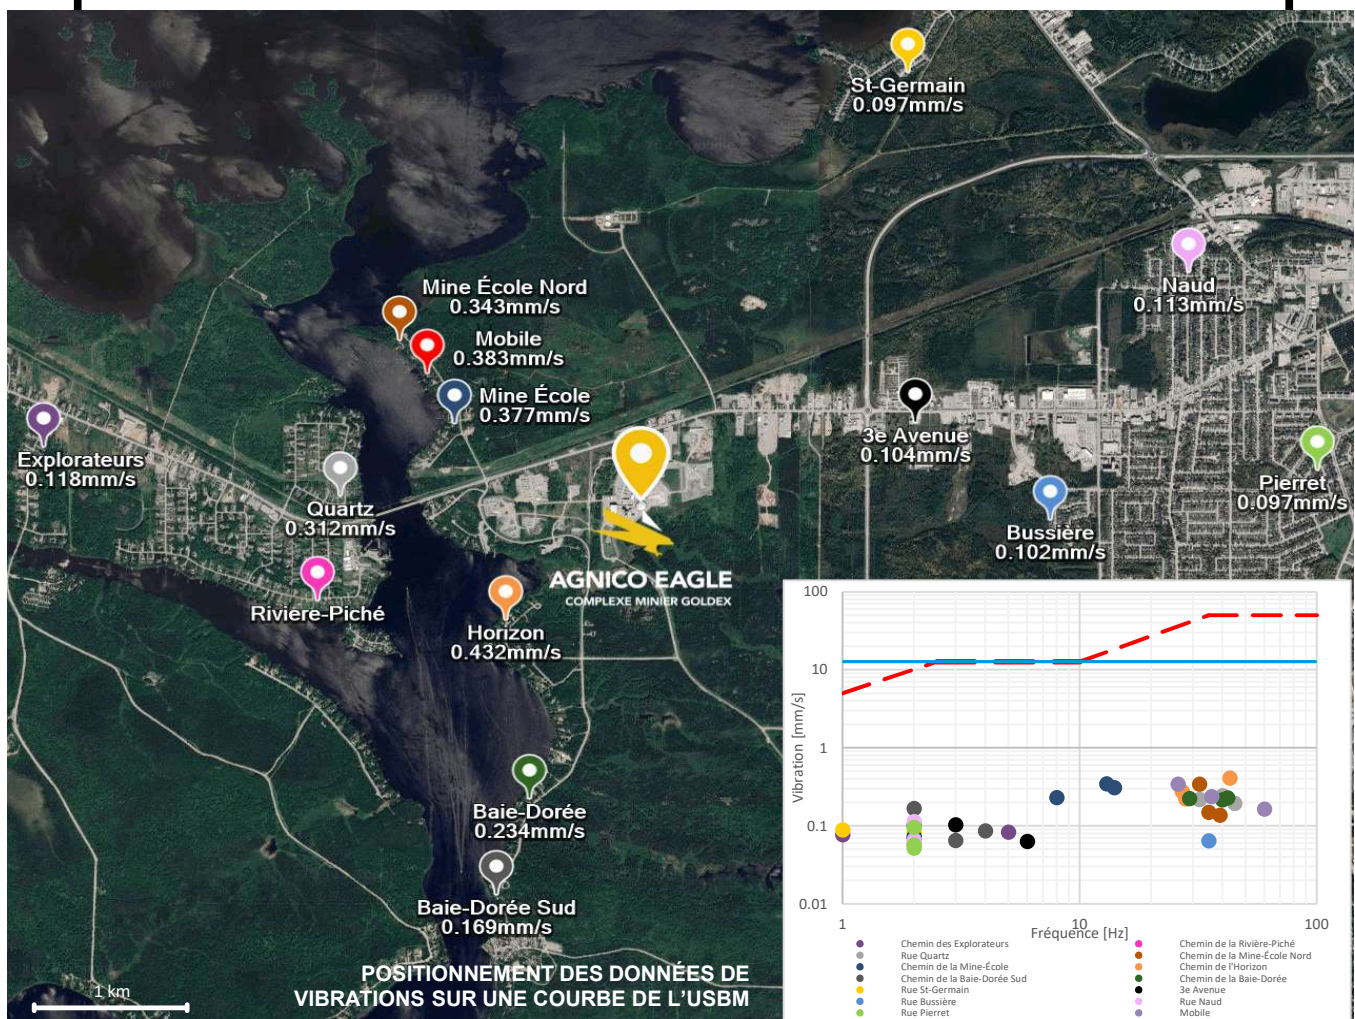 St-Germain
0.097mm/s
Naud
0.113mm/s
Mine École Nord
0.343mm/s
Mobile
0.383mm/s
Mine École
0.377mm/s
3e Avenue
0.104mm/s
Explorateurs
0.118mm/s
Quartz
0.312mm/s
Pierret
0.097mm/s
Bussière
0.102mm/s
Riviere-Piché
AGNICO EAGLE
COMPLEXE MINIER GOLDEX
Horizon
0.432mm/s
Baie-Dorée
0.234mm/s
Baie-Dorée Sud
0.169mm/s
1 km
POSITIONNEMENT DES DONNÉES DE
VIBRATIONS SUR UNE COURBE DE L'USBM
Vibration [mm/s]
100
10
1
0.1
0.01
1
10
100
Fréquence [Hz]
Chemin des Explorateurs
Chemin de la Rivière-Piché
Rue Quartz
Chemin de la Mine-École Nord
Chemin de la Mine-École
Chemin de l'Horizon
Chemin de la Baie-Dorée Sud
Chemin de la Baie-Dorée
Rue St-Germain
3e Avenue
Rue Bussière
Rue Naud
Rue Pierret
Mobile